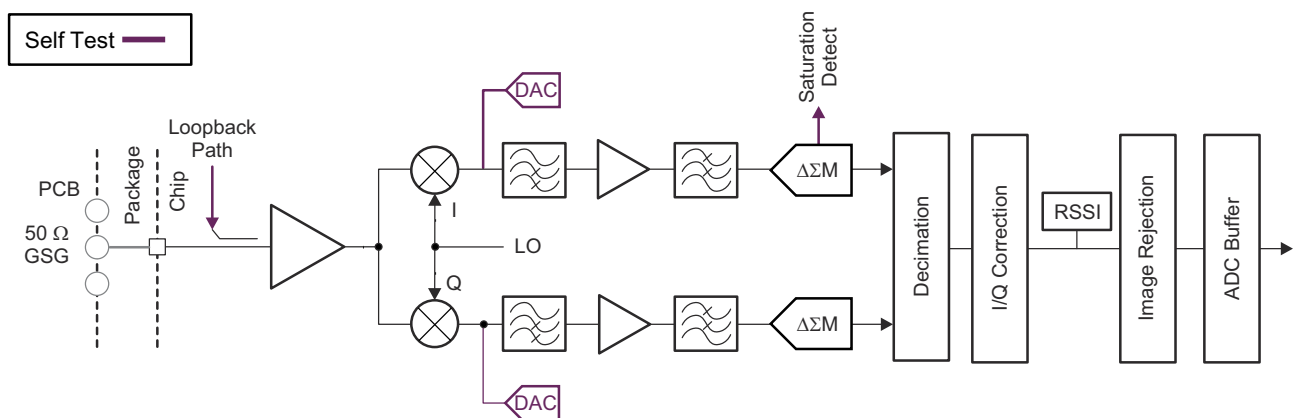 Self Test
Saturation
Detect
DAC
Loopback
Path
PCB
Package
Chip
50 Ω
GSG
I
LO
Q
ΔΣM
ΔΣM
DAC
Decimation
I/Q Correction
RSSI
Image Rejection
ADC Buffer